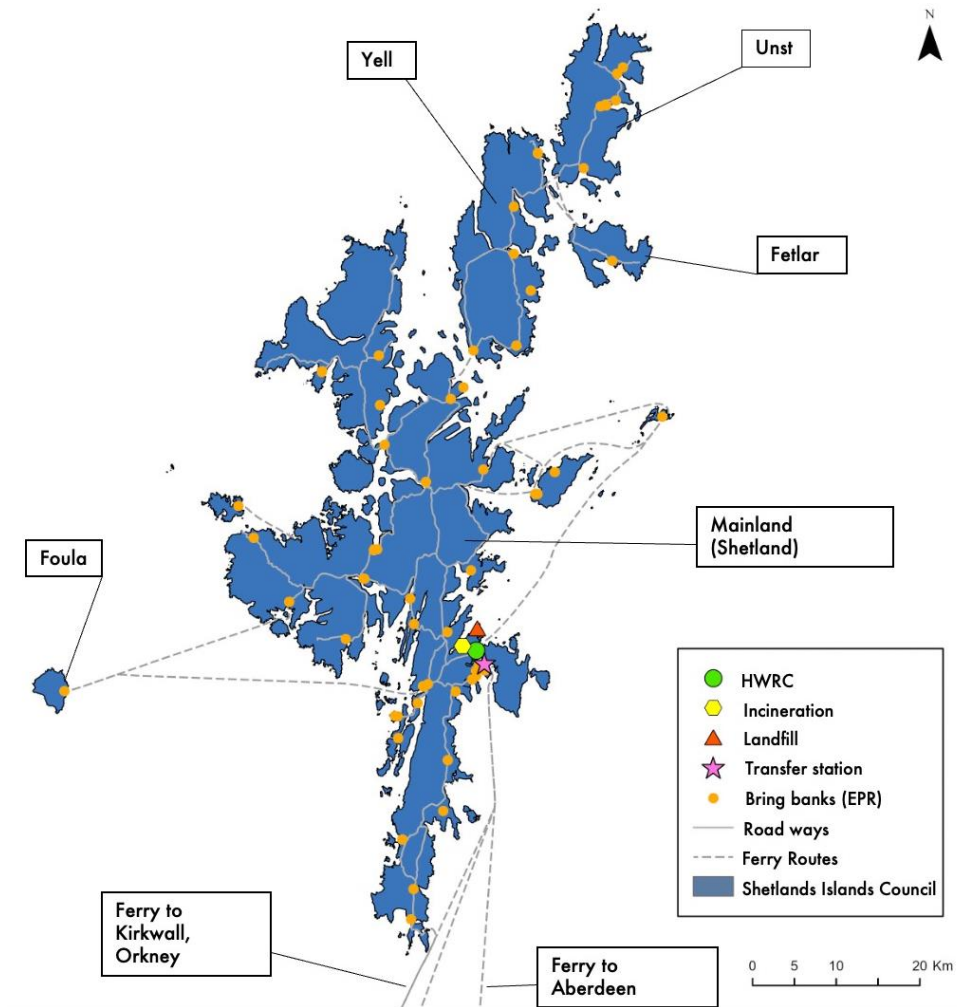 N
Yell
Unst
Fetlar
Mainland
(Shetland)
Foula
HWRC
Incineration
Landfill
Transfer station
Bring banks (EPR)
Road ways
Ferry Routes
Shetlands Islands Council
Ferry to
Kirkwall,
Orkney
Ferry to
Aberdeen
0 5 10 20 Km